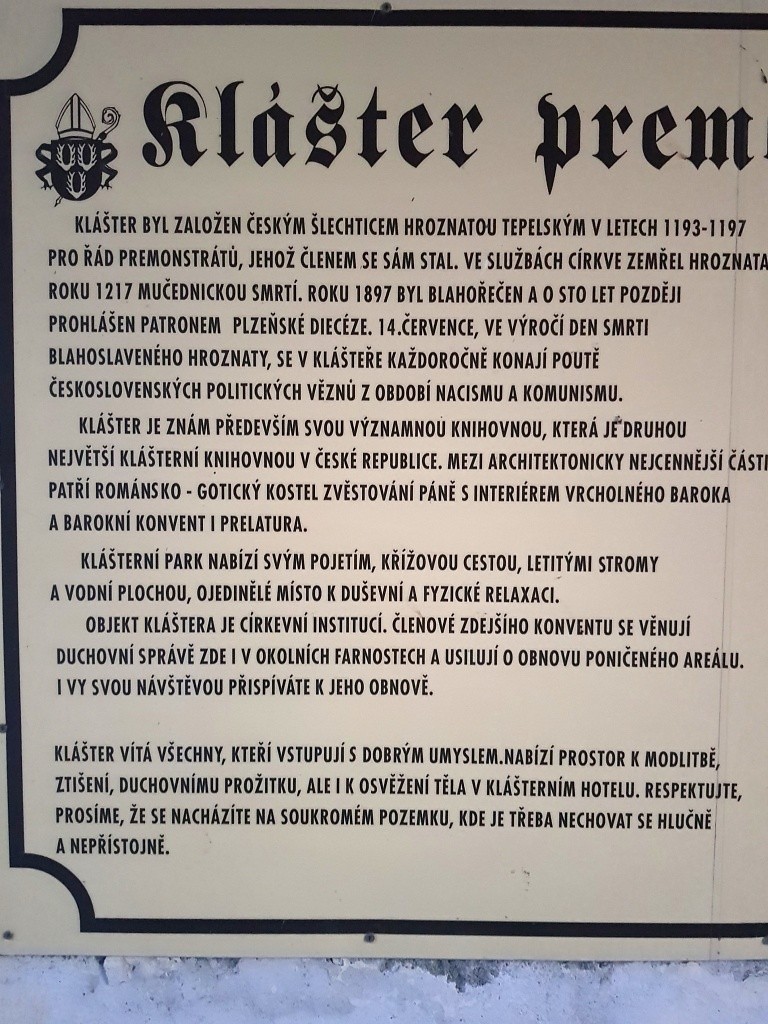 Klášter prem
KLÁŠTER BYL ZALOŽEN ČESKÝM ŠLECHTICEM HROZNATOU TEPELSKÝM V LETECH 1193-1197
PRO ŘÁD PREMONSTRÁTŮ, JEHOŽ ČLENEM SE SÁM STAL. VE SLUŽBÁCH CÍRKVE ZEMŘEL HROZNATA
ROKU 1217 MUČEDNICKOU SMRTÍ. ROKU 1897 BYL BLAHOŘEČEN A O STO LET POZDĚJI
PROHLÁŠEN PATRONEM PLZEŇSKÉ DIECÉZE. 14.ČERVENCE, VE VÝROČÍ DEN SMRTI
BLAHOSLAVENÉHO HROZNATY, SE V KLÁŠTEŘE KAŽDOROČNĚ KONAJÍ POUTĚ
ČESKOSLOVENSKÝCH POLITICKÝCH VĚZNŮ Z OBDOBÍ NACISMU A KOMUNISMU.
KLÁŠTER JE ZNÁM PŘEDEVŠÍM SVOU VÝZNAMNOU KNIHOVNOU, KTERÁ JE DRUHOU
NEJVĚTŠÍ KLÁŠTERNÍ KNIHOVNOU V ČESKÉ REPUBLICE. MEZI ARCHITEKTONICKY NEJCENNĚJŠÍ ČÁSTI
PATŘÍ ROMÁNSKO - GOTICKÝ KOSTEL ZVĚSTOVÁNÍ PÁNĚ S INTERIÉREM VRCHOLNÉHO BAROKA
A BAROKNÍ KONVENT I PRELATURA.
KLÁŠTERNÍ PARK NABÍZÍ SVÝM POJETÍM, KŘÍŽOVOU CESTOU, LETITÝMI STROMY
A VODNÍ PLOCHOU, OJEDINĚLÉ MÍSTO K DUŠEVNÍ A FYZICKÉ RELAXACI.
OBJEKT KLÁŠTERA JE CÍRKEVNÍ INSTITUCÍ. ČLENOVÉ ZDEJŠÍHO KONVENTU SE VĚNUJÍ
DUCHOVNÍ SPRÁVĚ ZDE I V OKOLNÍCH FARNOSTECH A USILUJÍ O OBNOVU PONIČENÉHO AREÁLU.
I VY SVOU NÁVŠTĚVOU PŘISPÍVÁTE K JEHO OBNOVĚ.
KLÁŠTER VÍTÁ VŠECHNY, KTEŘÍ VSTUPUJÍ S DOBRÝM UMYSLEM.NABÍZÍ PROSTOR K MODLITBĚ,
ZTIŠENÍ, DUCHOVNÍMU PROŽITKU, ALE I K OSVĚŽENÍ TĚLA V KLÁŠTERNÍM HOTELU. RESPEKTUJTE,
PROSÍME, ŽE SE NACHÁZÍTE NA SOUKROMÉM POZEMKU, KDE JE TŘEBA NECHOVAT SE HLUČNĚ
A NEPŘÍSTOJNĚ.